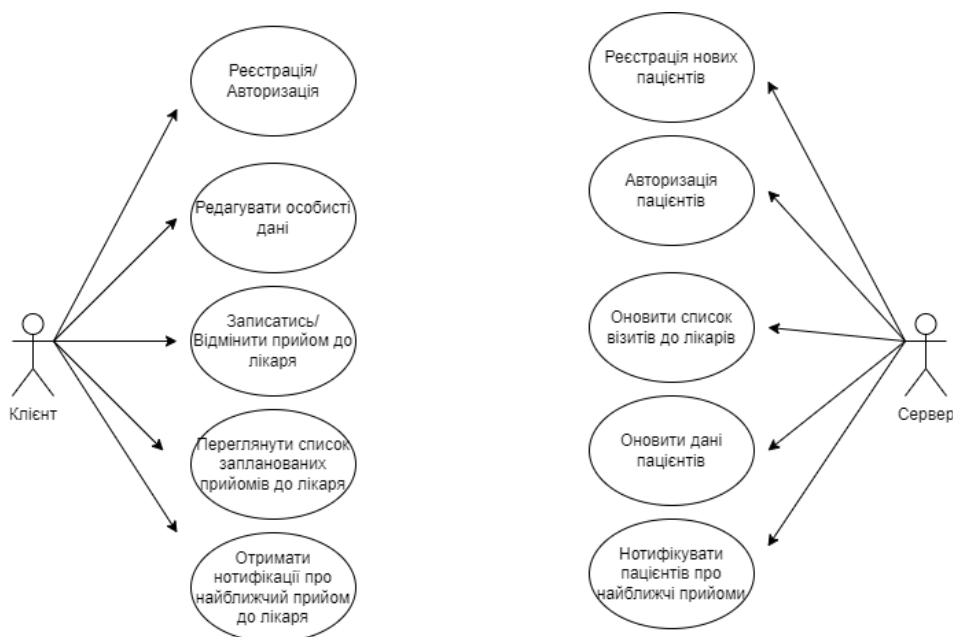 Реєстрація/
Авторизація
Редагувати особисті
дані
Записатись/
Відмінити прийом до
лікаря
Клієнт
Переглянути список
запланованих
прийомів до лікаря
Отримати
нотифікації про
найближчий прийом
до лікаря
Реєстрація нових
пацієнтів
Авторизація
пацієнтів
Оновити список
візитів до лікарів
Сервер
Оновити дані
пацієнтів
Нотифікувати
пацієнтів про
найближчі прийоми